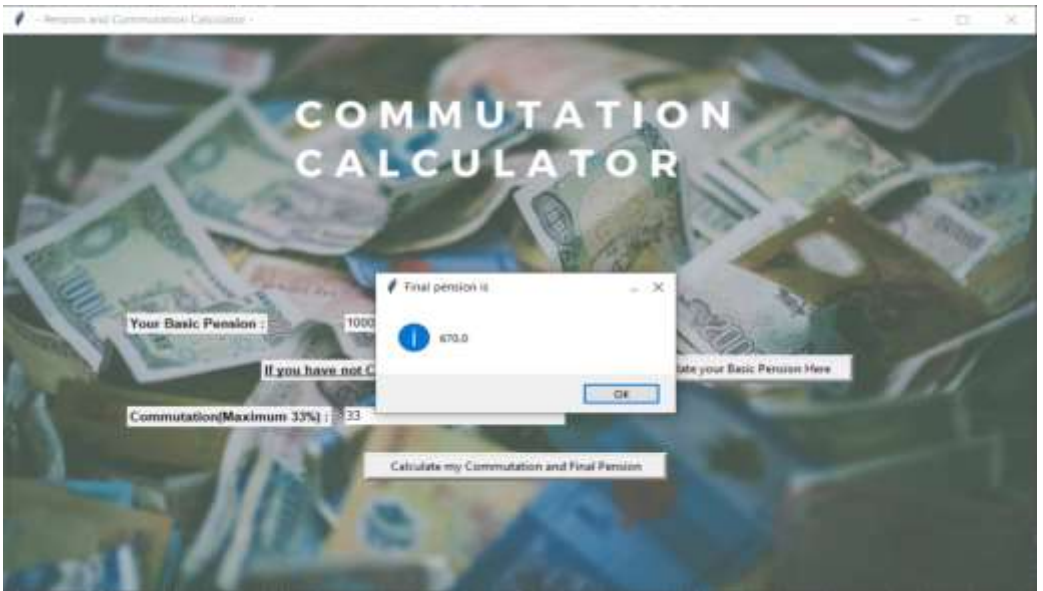 - Pension and Commutation Calculator -
COMMUTATION
CALCULATOR
Final pension is
670.0
OK
Your Basic Pension : 1000
If you have not C
late your Basic Pension Here
Commutation(Maximum 33%) : 33
Calculate my Commutation and Final Pension